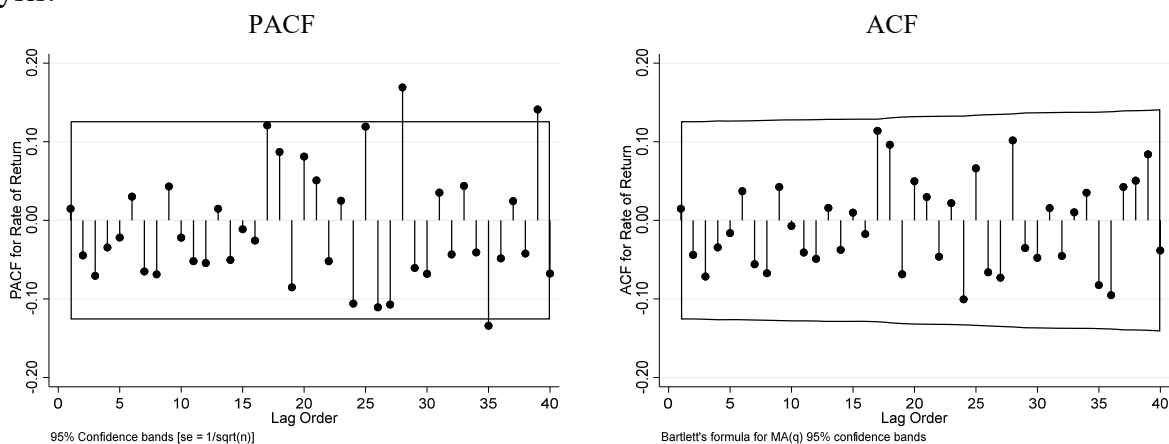 PACF
ACF
PACF for Rate of Return
0.20
0.10
0.00
-0.10
-0.20
0 5 10 15 20 25 30 35 40
Lag Order
95% Confidence bands [se = 1/sqrt(n)]
ACF for Rate of Return
0.20
0.10
0.00
-0.10
-0.20
0 5 10 15 20 25 30 35 40
Lag Order
Bartlett's formula for MA(q) 95% confidence bands